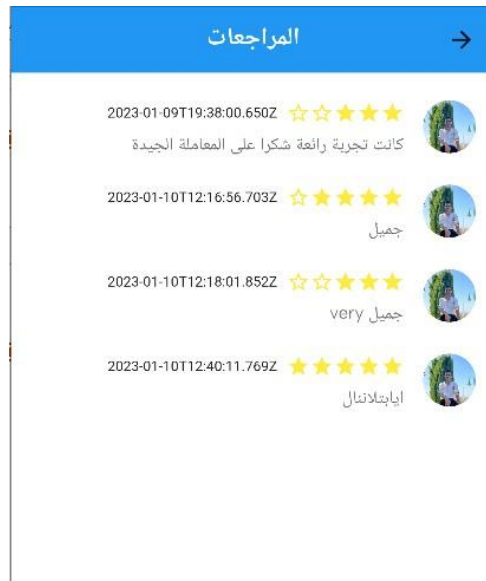 المراجعات
2023-01-09T19:38:00.650Z
كانت تجربة رائعة شكرا على المعاملة الجيدة
2023-01-10T12:16:56.703Z
جميل
2023-01-10T12:18:01.852Z
جميل very
2023-01-10T12:40:11.769Z
ايابتلاتنال